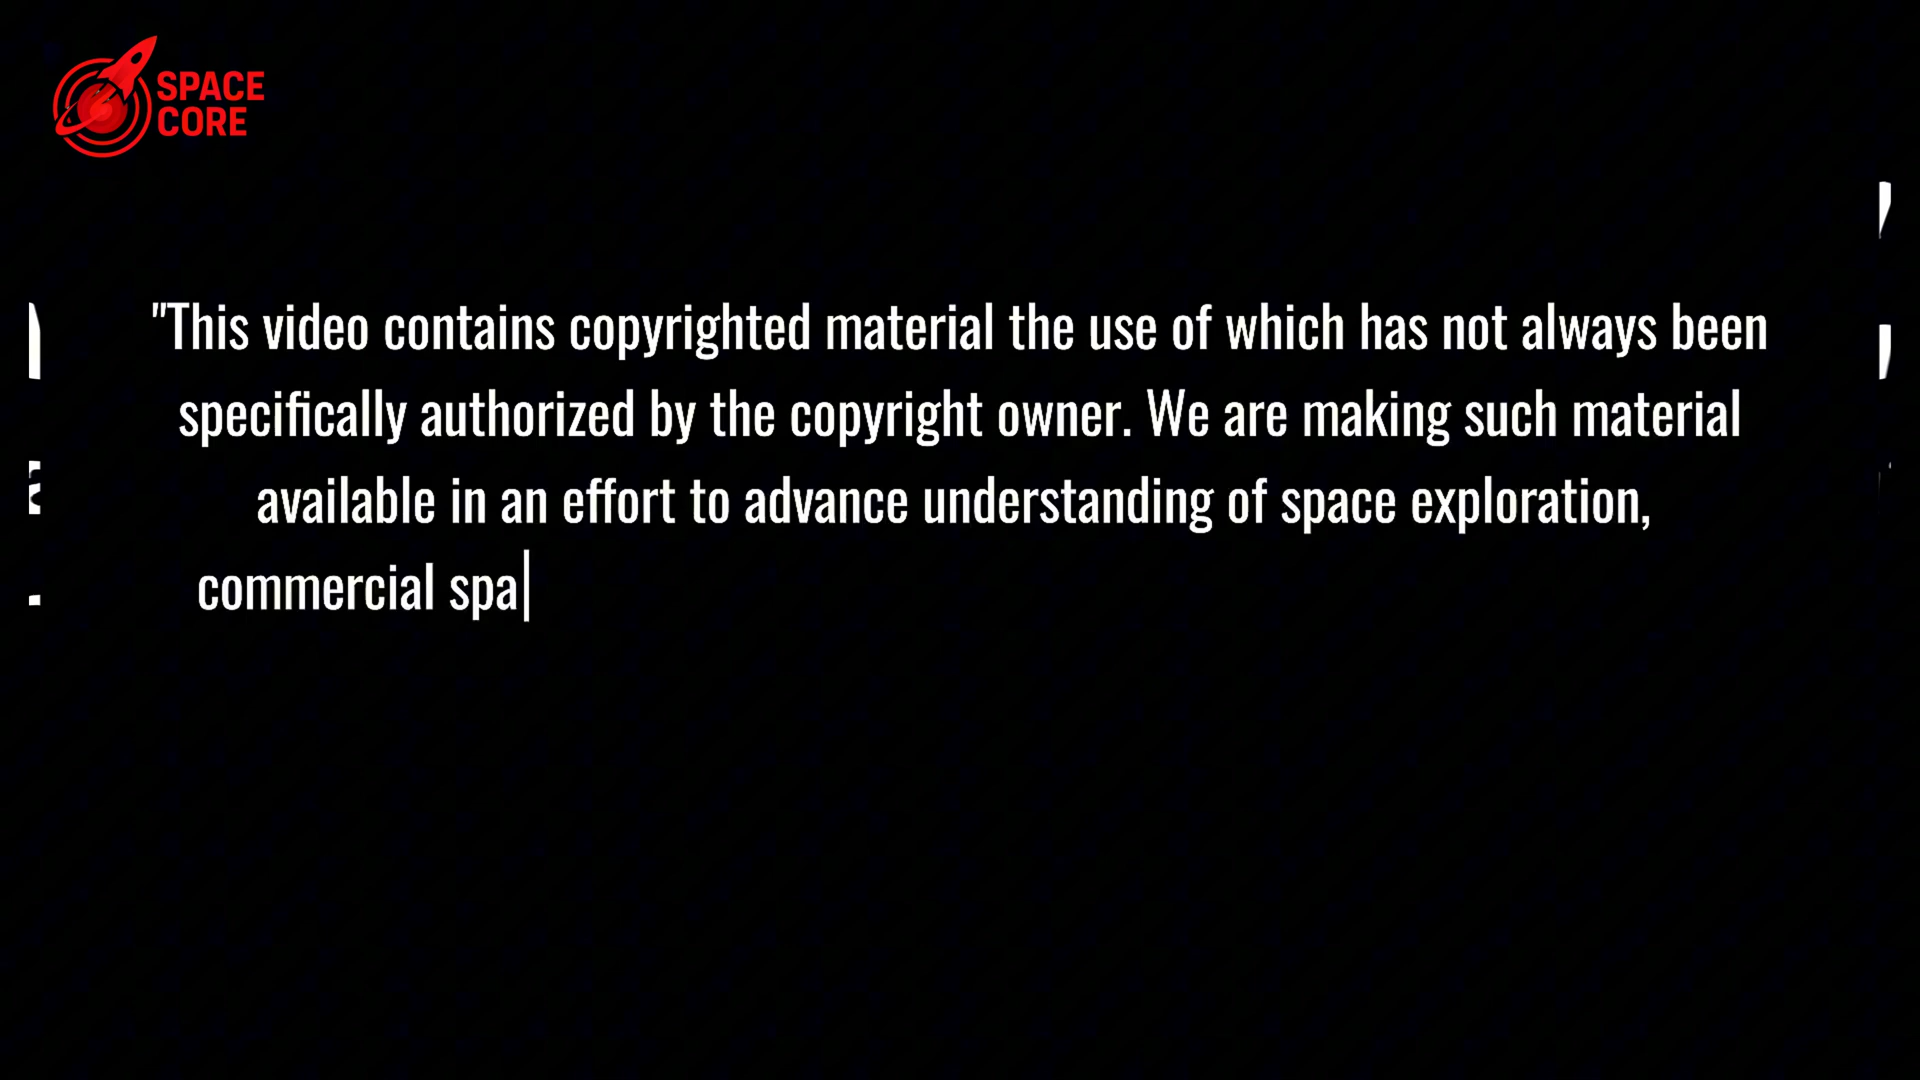 SPACE
CORE
"This video contains copyrighted material the use of which has not always been
specifically authorized by the copyright owner. We are making such material
available in an effort to advance understanding of space exploration,
commercial spa